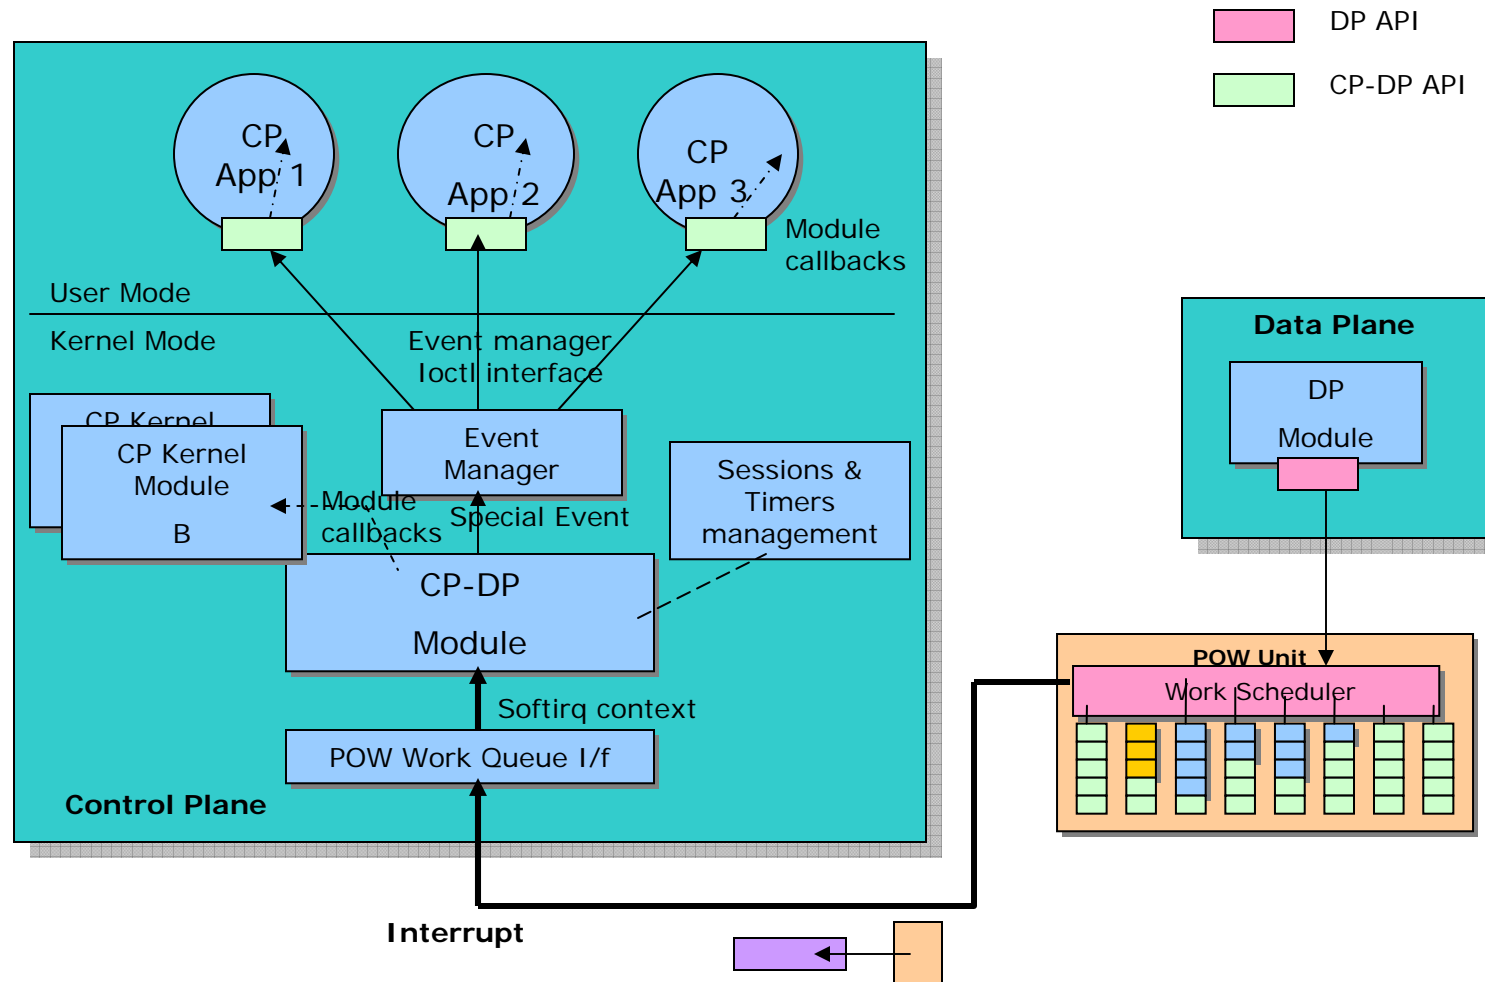 DP API
CP-DP API
CP
App 1
CP
App 2
CP
App 3
Module
callbacks
User Mode
Kernel Mode
Event manager
Ioctl interface
Data Plane
DP
Module
CP Kernel
CP Kernel
Module
B
Event
Manager
Sessions &
Timers
management
Module
callbacks
Special Event
CP-DP
Module
POW Unit
Work Scheduler
Softirq context
POW Work Queue I/f
Control Plane
Interrupt